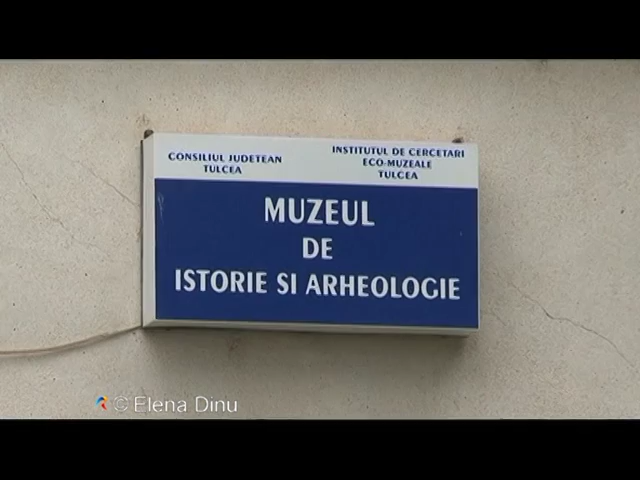 CONSILIUL JUDETEAN
TULCEA
INSTITUTUL DE CERCETARI
ECO-MUZEALE
TULCEA
MUZEUL
DE
ISTORIE SI ARHEOLOGIE
© Elena Dinu